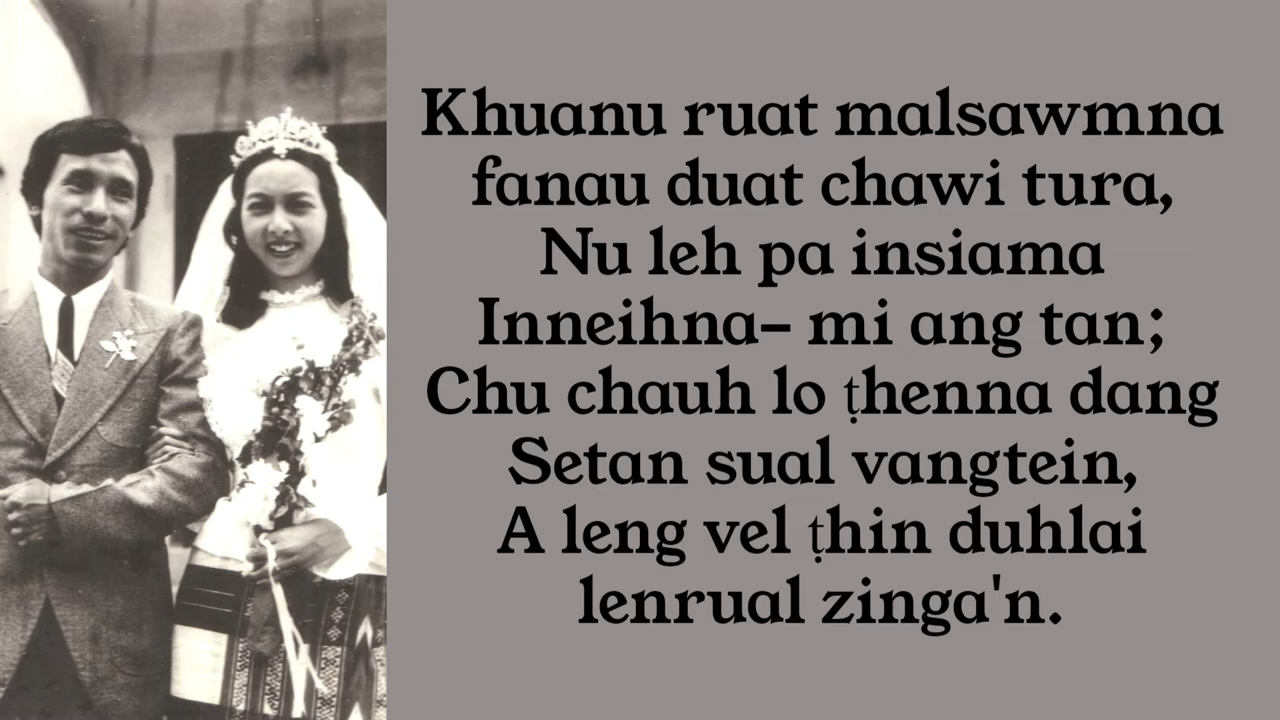 Khuanu ruat malsawmna
fanau duat chawi tura,
Nu leh pa insiama
Inneihna– mi ang tan;
Chu chauh lo ṭhenna dang
Setan sual vangtein,
A leng vel ṭhin duhlai
lenrual zinga'n.